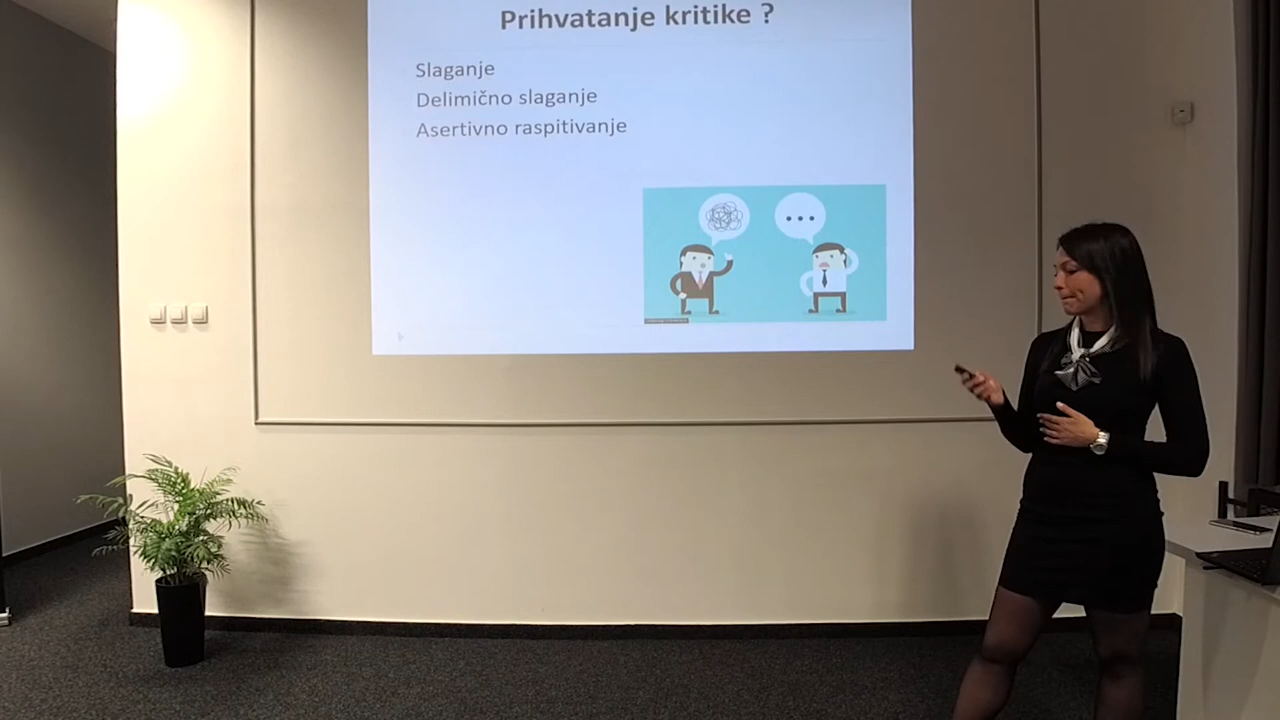 Prihvatanje kritike ?
Slaganje
Delimično slaganje
Asertivno raspitivanje